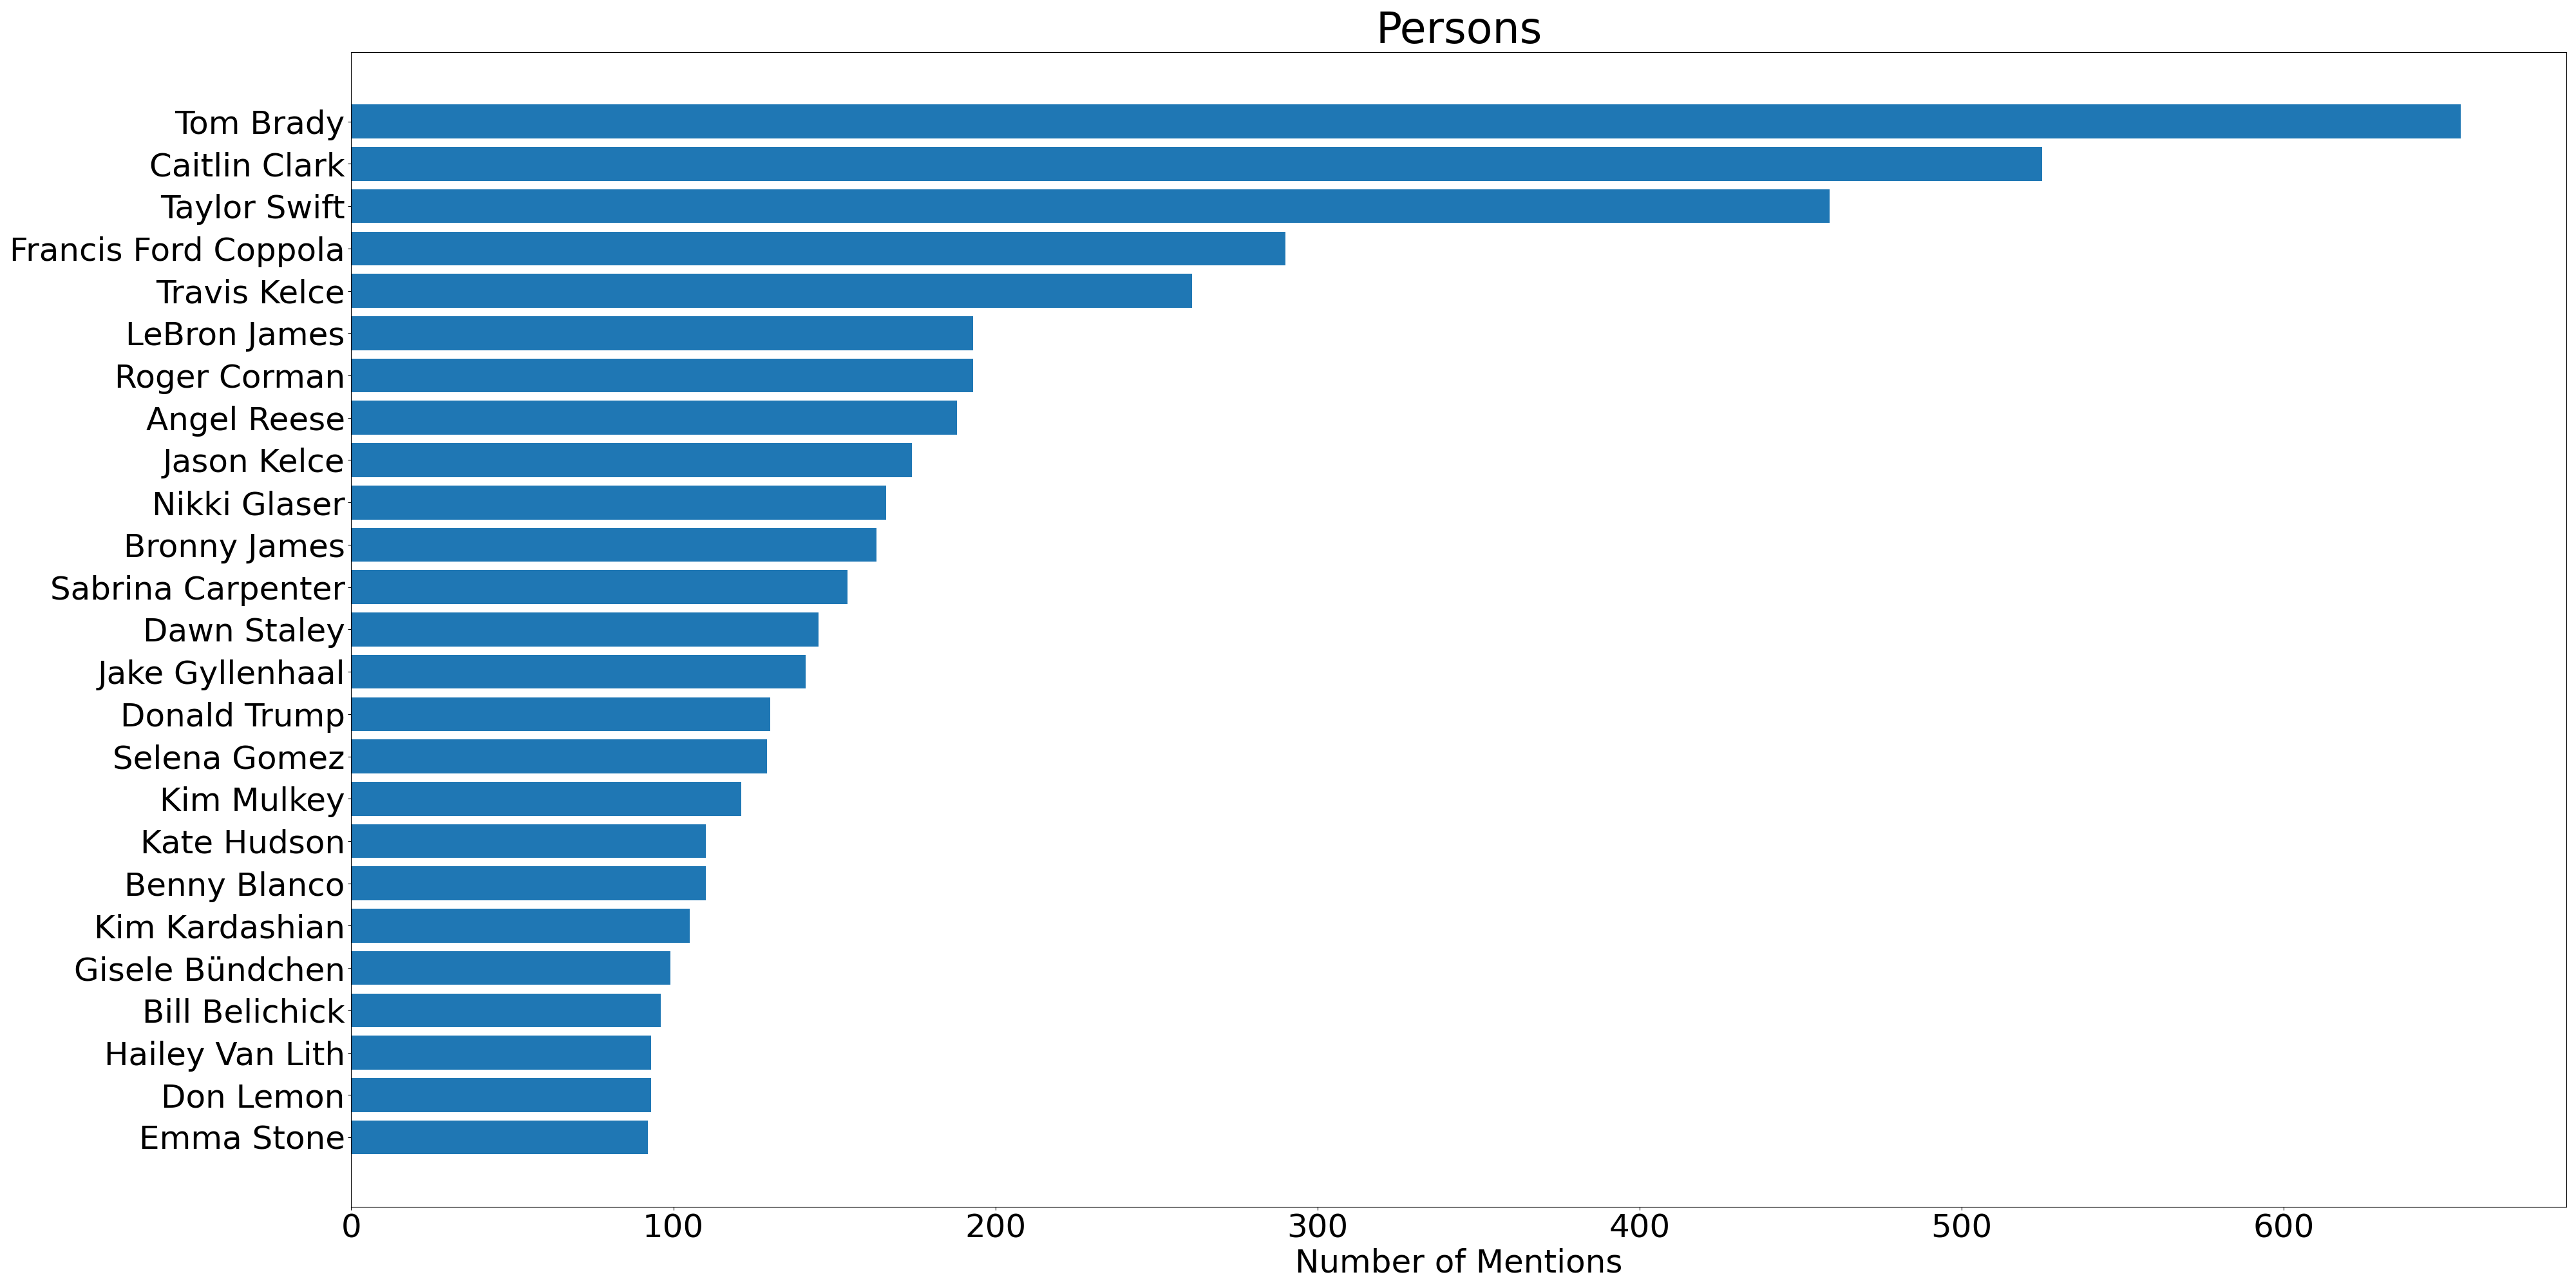 Persons
Tom Brady
Caitlin Clark
Taylor Swift
Francis Ford Coppola
Travis Kelce
LeBron James
Roger Corman
Angel Reese
Jason Kelce
Nikki Glaser
Bronny James
Sabrina Carpenter
Dawn Staley
Jake Gyllenhaal
Donald Trump
Selena Gomez
Kim Mulkey
Kate Hudson
Benny Blanco
Kim Kardashian
Gisele Bündchen
Bill Belichick
Hailey Van Lith
Don Lemon
Emma Stone
0 100 200 300 400 500 600
Number of Mentions